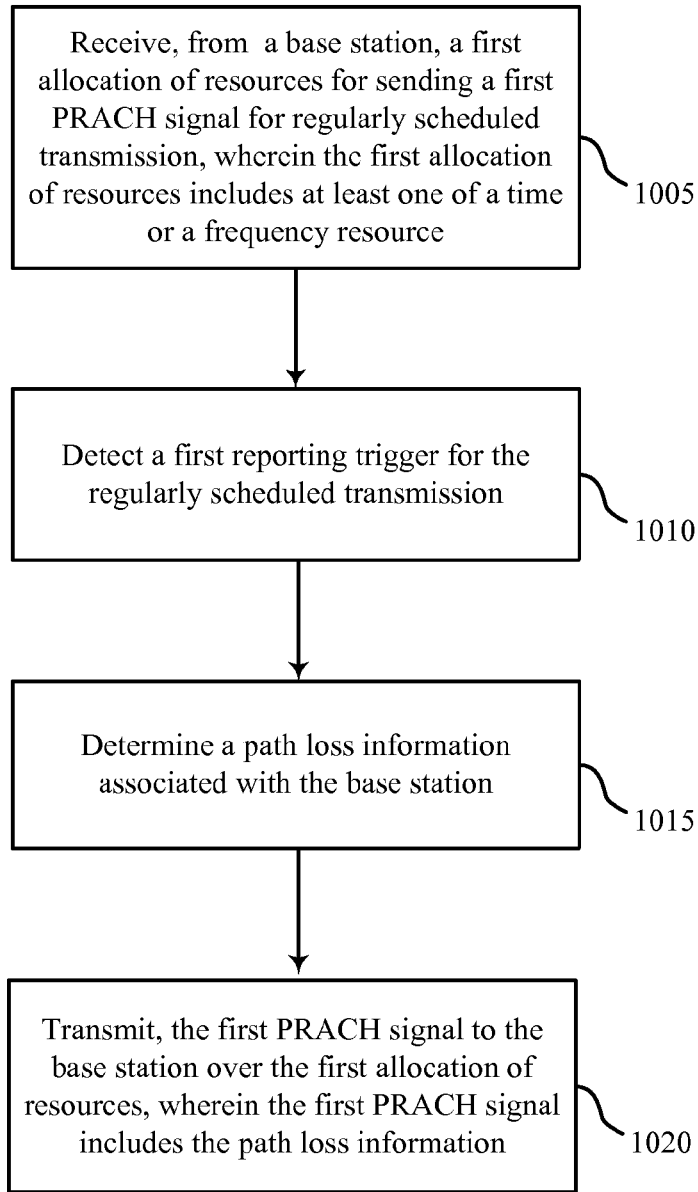 Receive, from a base station, a first
allocation of resources for sending a first
PRACH signal for regularly scheduled
transmission, wherein the first allocation
of resources includes at least one of a time
or a frequency resource
1005
Detect a first reporting trigger for the
regularly scheduled transmission
1010
Determine a path loss information
associated with the base station
1015
Transmit, the first PRACH signal to the
base station over the first allocation of
resources, wherein the first PRACH signal
includes the path loss information
1020